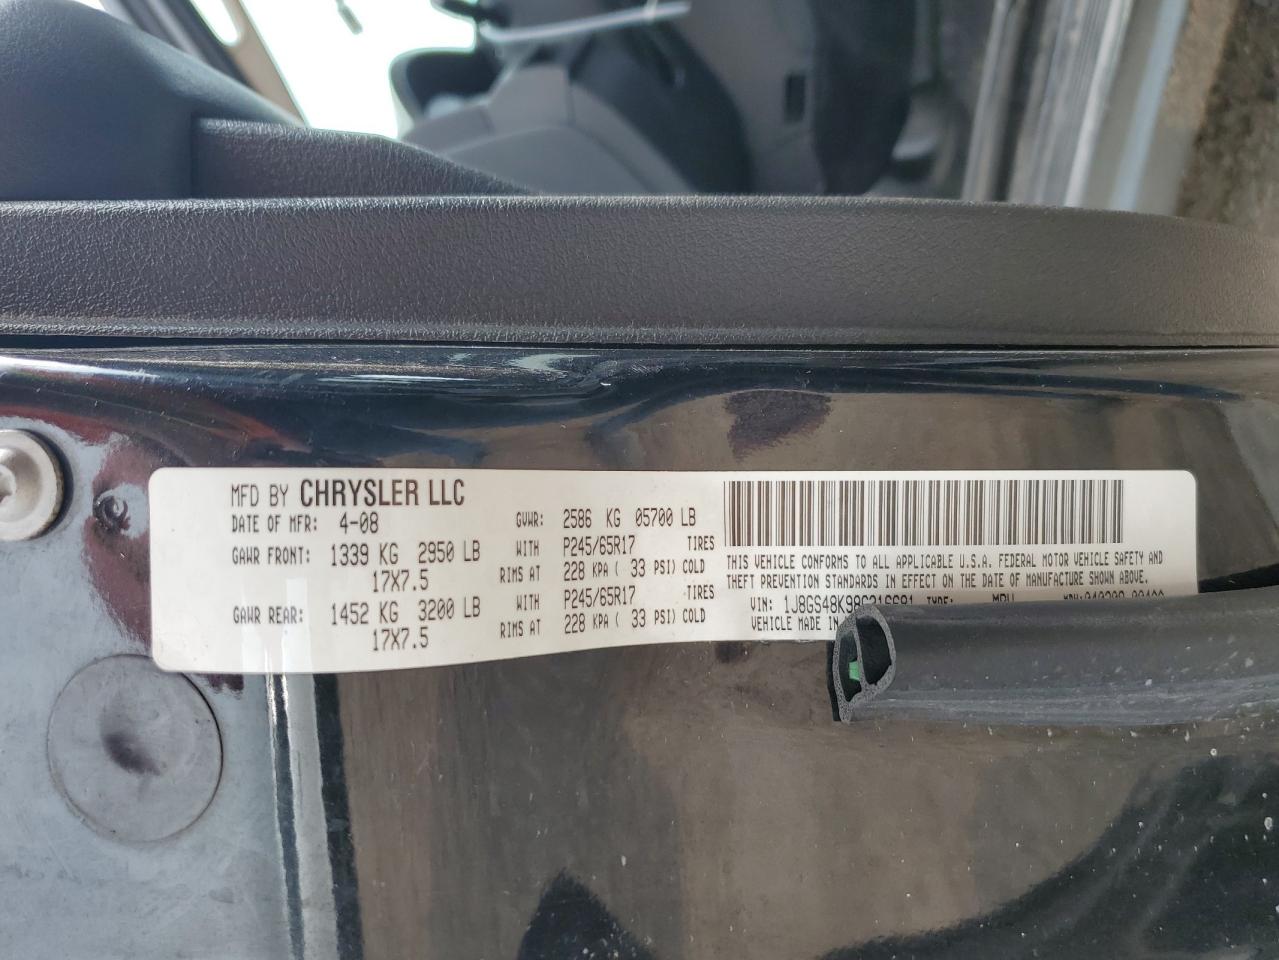 MFD BY CHRYSLER LLC
DATE OF MFR: 4-08 GVWR: 2586 KG 05700 LB
GAWR FRONT: 1339 KG 2950 LB WITH P245/65R17 TIRES
17X7.5 RIMS AT 228 KPA ( 33 PSI) COLD
GAWR REAR: 1452 KG 3200 LB WITH P245/65R17 TIRES
17X7.5 RIMS AT 228 KPA ( 33 PSI) COLD
THIS VEHICLE CONFORMS TO ALL APPLICABLE U.S.A. FEDERAL MOTOR VEHICLE SAFETY AND
THEFT PREVENTION STANDARDS IN EFFECT ON THE DATE OF MANUFACTURE SHOWN ABOVE.
VIN: TYPE: MPV
VEHICLE MADE IN